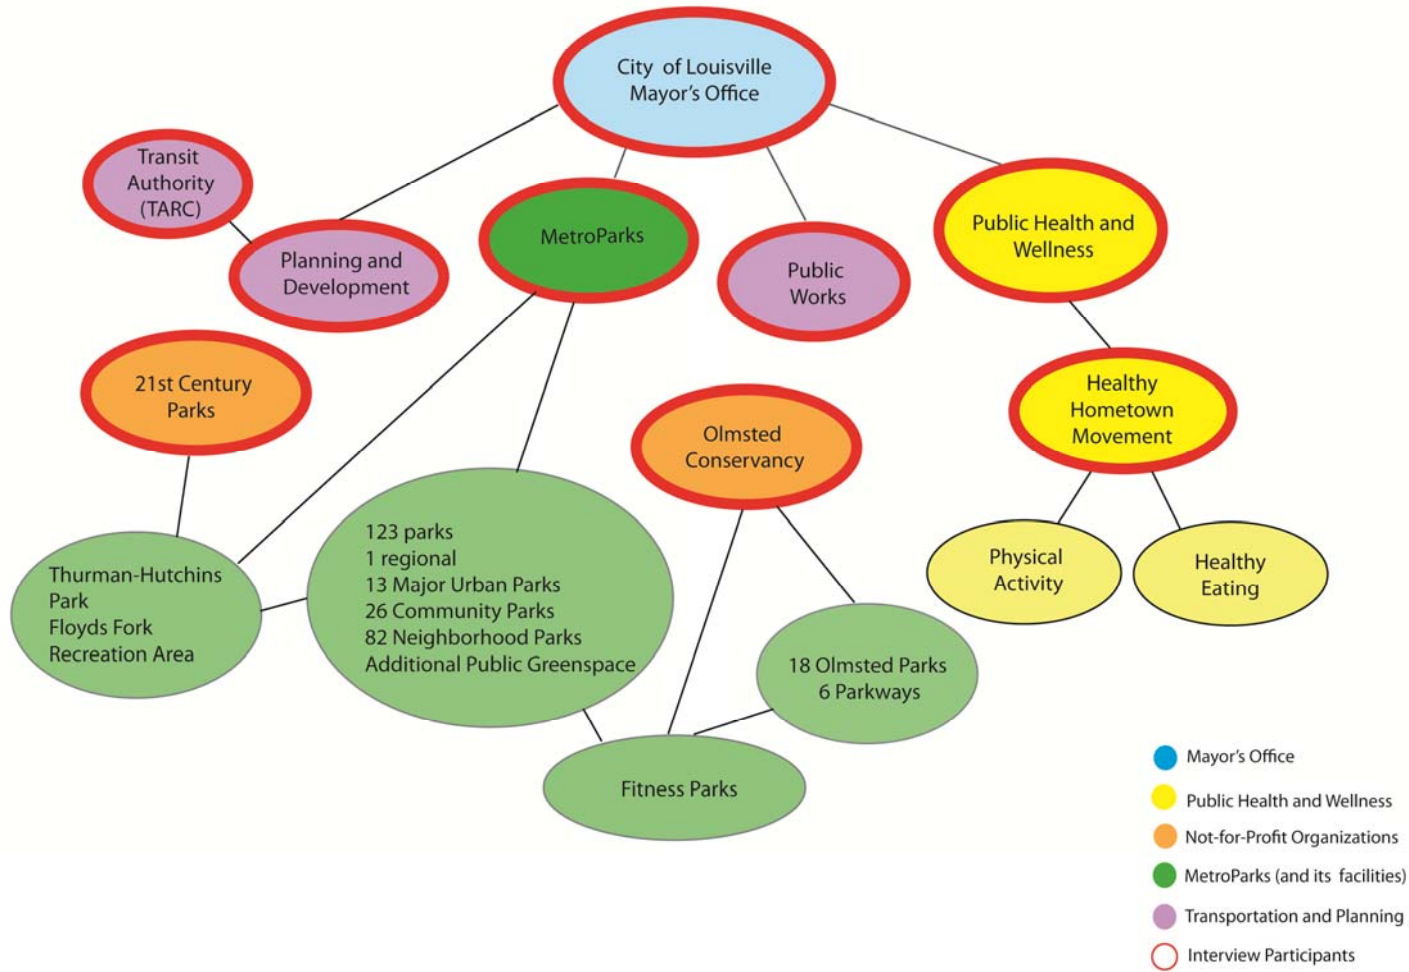 City of Louisville
Mayor's Office
Transit
Authority
(TARC)
Planning and
Development
MetroParks
Public
Works
Public Health and
Wellness
21st Century
Parks
Olmsted
Conservancy
Healthy
Hometown
Movement
Thurman-Hutchins
Park
Floyds Fork
Recreation Area
123 parks
1 regional
13 Major Urban Parks
26 Community Parks
82 Neighborhood Parks
Additional Public Greenspace
Physical
Activity
Healthy
Eating
18 Olmsted Parks
6 Parkways
Fitness Parks
Mayor's Office
Public Health and Wellness
Not-for-Profit Organizations
MetroParks (and its facilities)
Transportation and Planning
Interview Participants